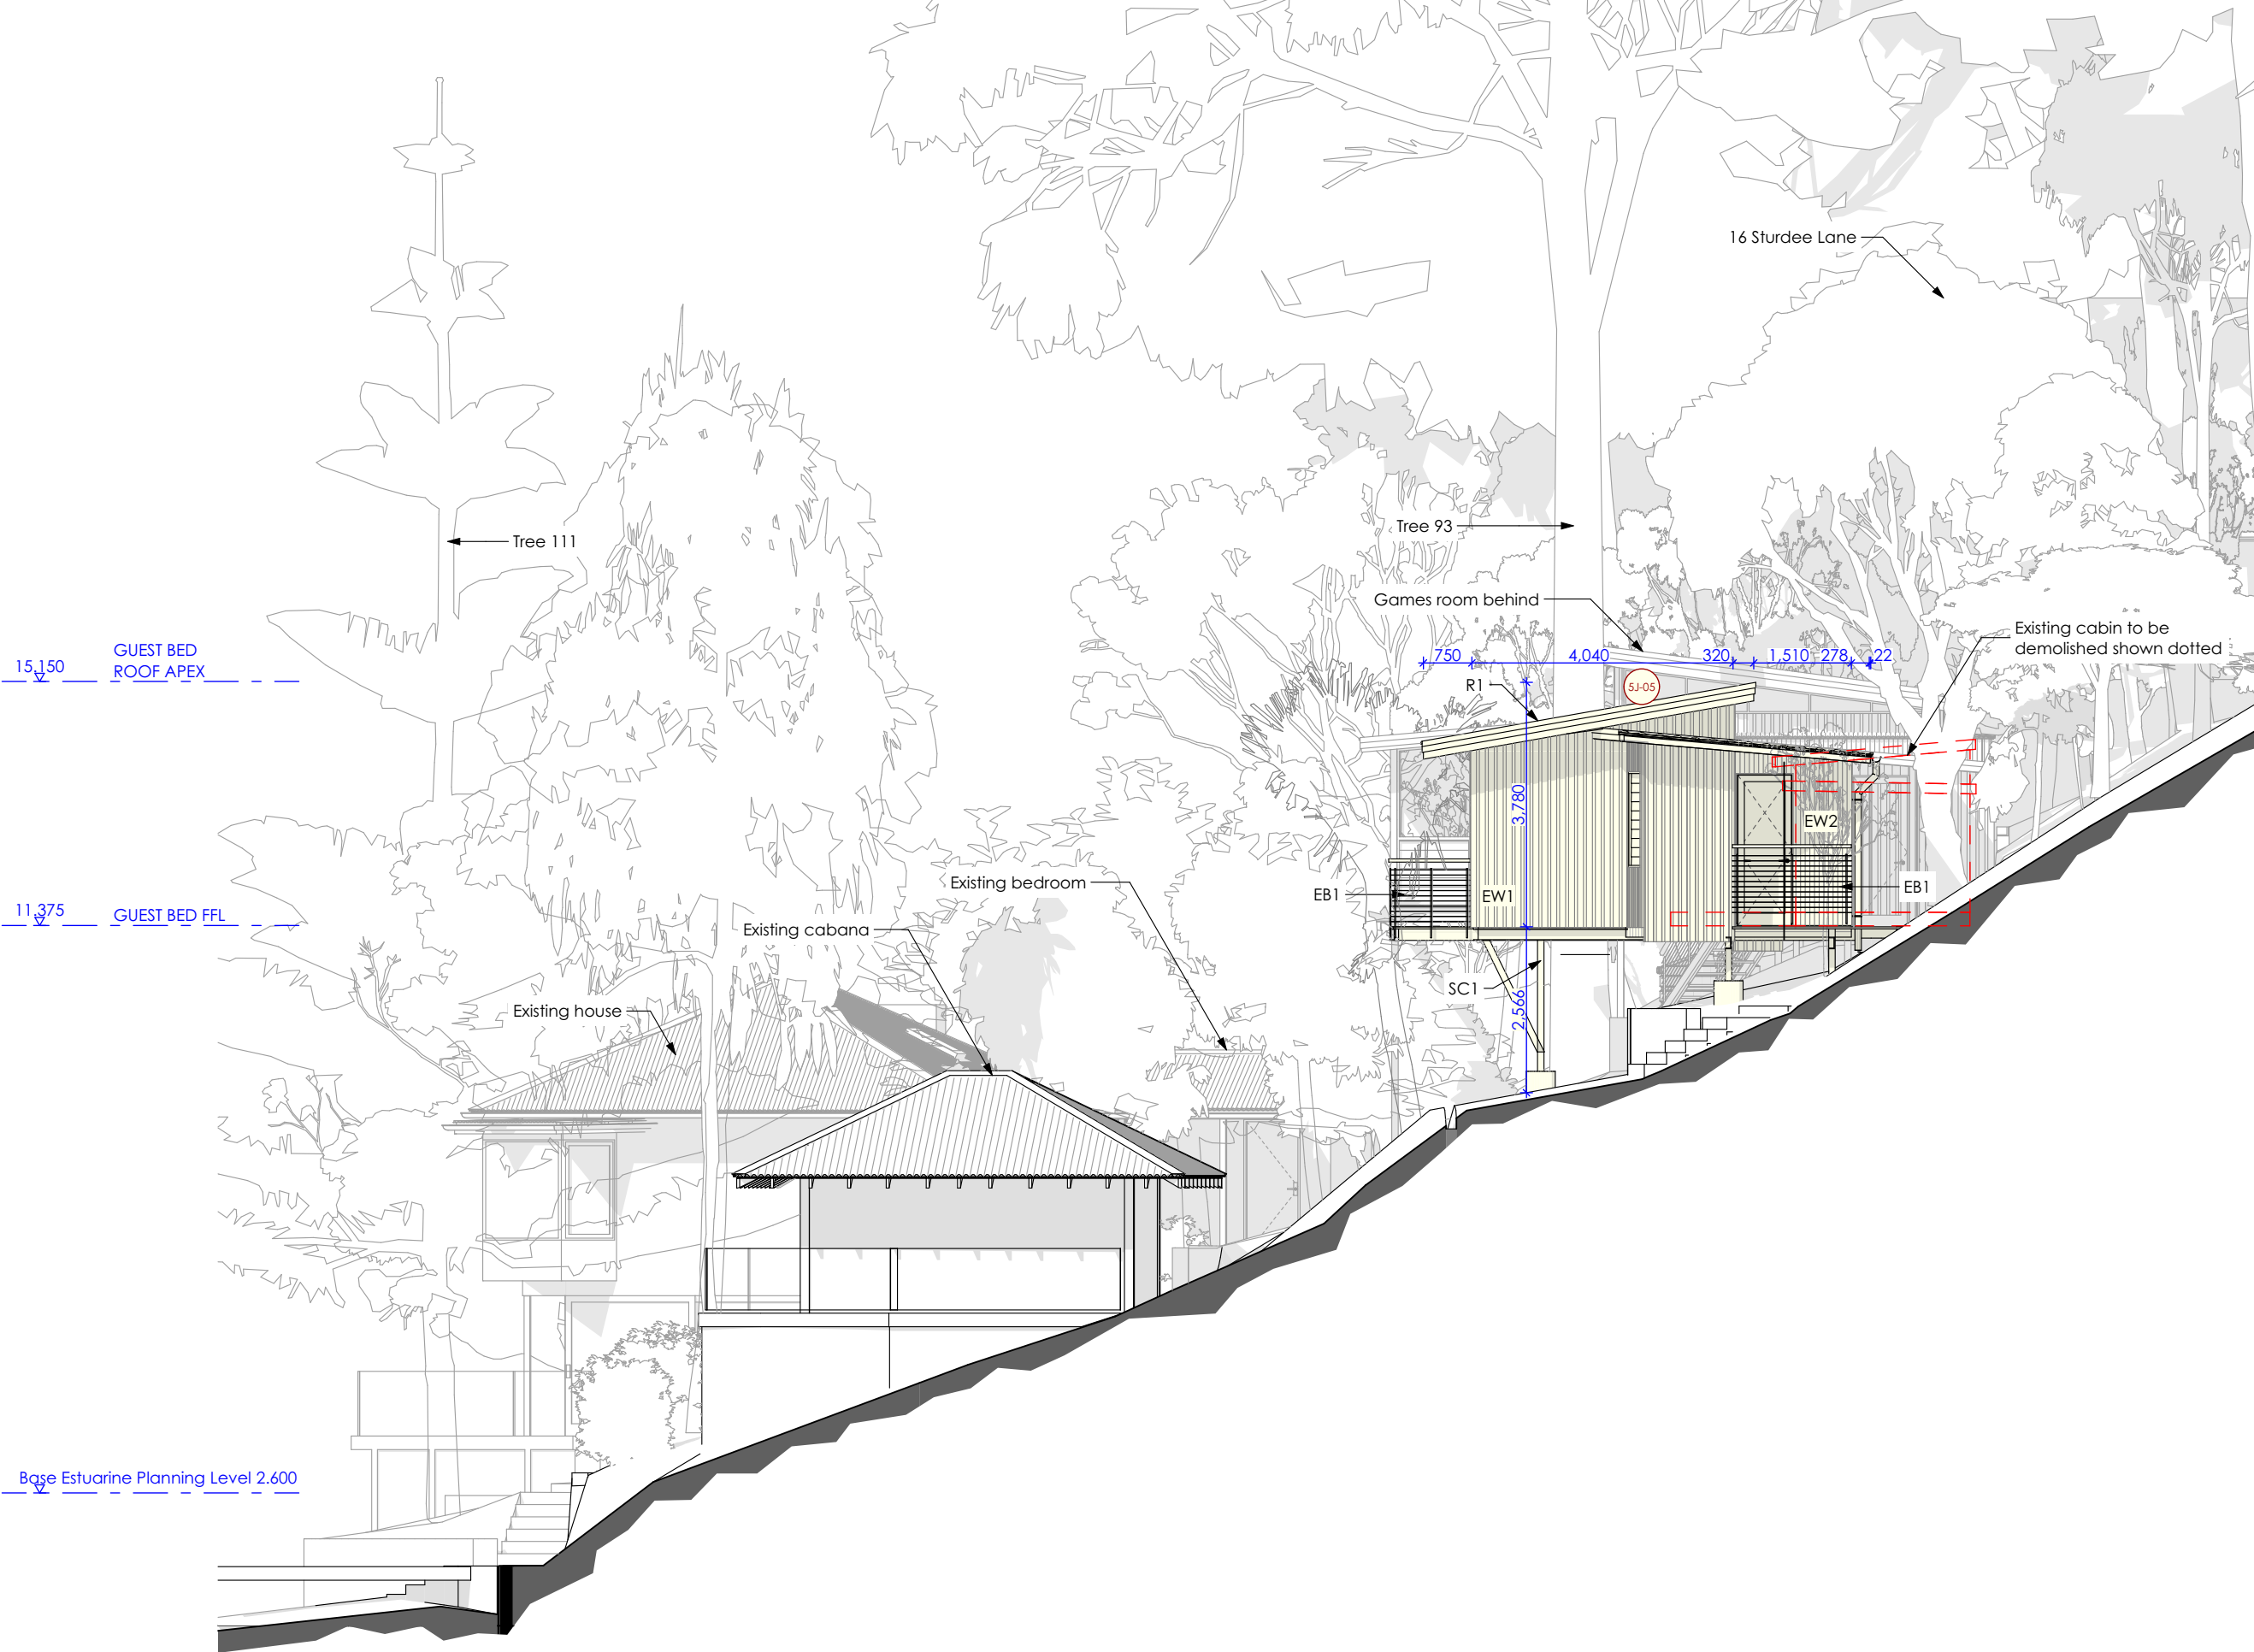 16 Sturdee Lane
Tree 93
Tree 111
Games room behind
Existing cabin to be
demolished shown dotted
GUEST BED
ROOF APEX
15.150
750
4,040
320
1,510
278
22
R1
5J-05
3,780
EW2
EB1
EB1
EW1
Existing bedroom
11.375
GUEST BED FFL
Existing cabana
SC1
2,566
Existing house
Base Estuarine Planning Level 2.600